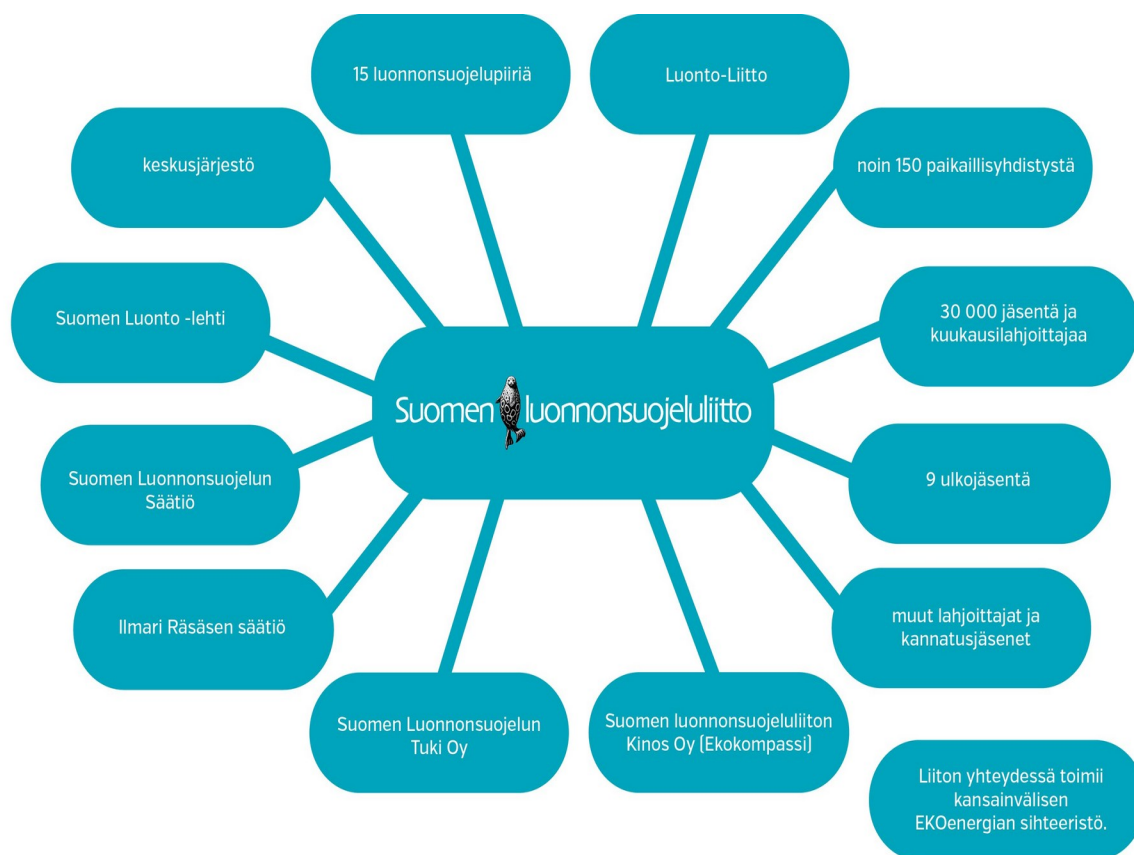 15 luonnonsuojelupiiriä
Luonto-Liitto
keskusjärjestö
noin 150 paikaillisyhdistystä
Suomen Luonto -lehti
30 000 jäsentä ja
kuukausilahjoittajaa
Suomen luonnonsuojeluliitto
Suomen Luonnonsuojelun
Säätiö
9 ulkojäsentä
Ilmari Räsäsen säätiö
muut lahjoittajat ja
kannatusjäsenet
Suomen Luonnonsuojelun
Tuki Oy
Suomen luonnonsuojeluliiton
Kinos Oy (Ekokompassi)
Liiton yhteydessä toimii
kansainvälisen
EKOenergian sihteeristö.